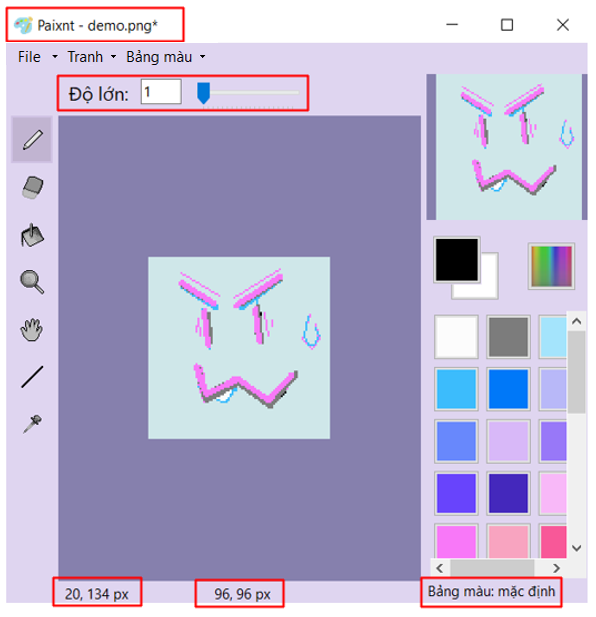 Paixnt - demo.png*
File Tranh Bảng màu
Độ lớn: 1
20, 134 px 96, 96 px Bảng màu: mặc định